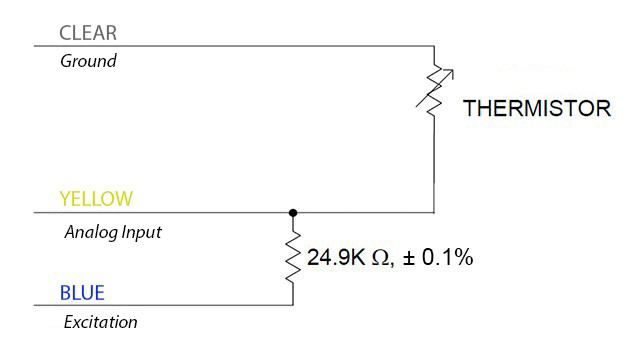 CLEAR
Ground
THERMISTOR
YELLOW
Analog Input
24.9K Ω, ± 0.1%
BLUE
Excitation